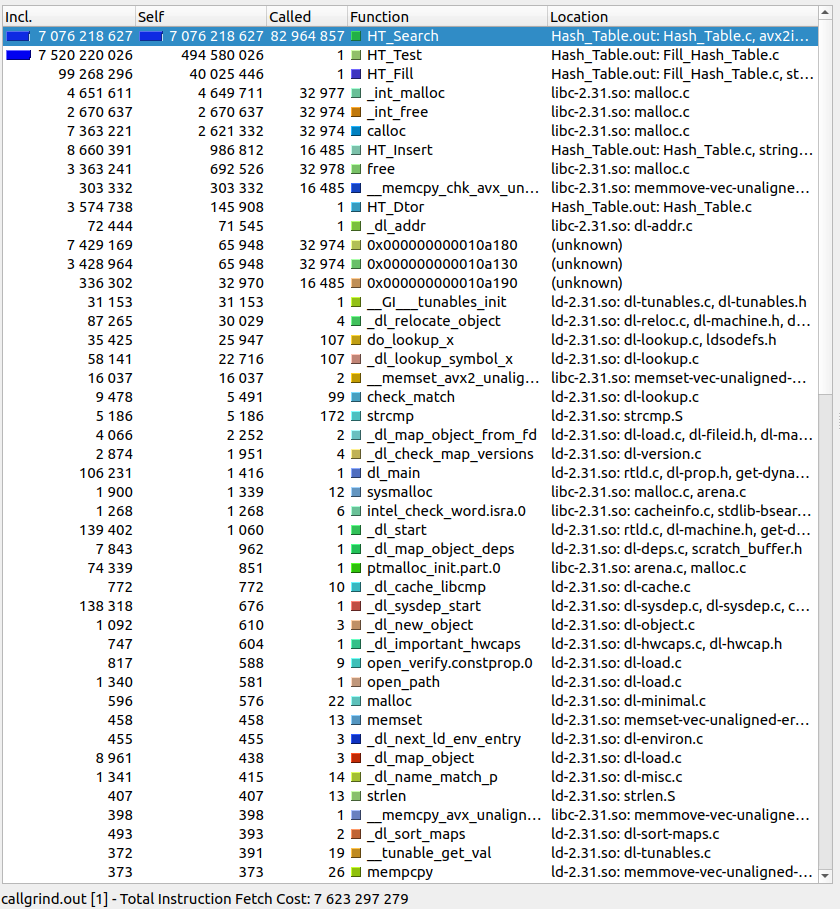 Incl. Self Called Function Location
7 076 218 627 7 076 218 627 82 964 857 HT_Search Hash_Table.out: Hash_Table.c, avx2i...
7 520 220 026 494 580 026 1 HT_Test Hash_Table.out: Fill_Hash_Table.c
99 268 296 40 025 446 1 HT_Fill Hash_Table.out: Fill_Hash_Table.c, st...
4 651 611 4 649 711 32 977 _int_malloc libc-2.31.so: malloc.c
2 670 637 2 670 637 32 974 _int_free libc-2.31.so: malloc.c
7 363 221 2 621 332 32 974 calloc libc-2.31.so: malloc.c
8 660 391 986 812 16 485 HT_Insert Hash_Table.out: Hash_Table.c, string...
3 363 241 692 526 32 978 free libc-2.31.so: malloc.c
303 332 303 332 16 485 __memcpy_chk_avx_un... libc-2.31.so: memmove-vec-unaligne...
3 574 738 145 908 1 HT_Dtor Hash_Table.out: Hash_Table.c
72 444 71 545 1 _dl_addr libc-2.31.so: dl-addr.c
7 429 169 65 948 32 974 0x000000000010a180 (unknown)
3 428 964 65 948 32 974 0x000000000010a130 (unknown)
336 302 32 970 16 485 0x000000000010a190 (unknown)
31 153 31 153 1 __GI___tunables_init ld-2.31.so: dl-tunables.c, dl-tunables.h
87 265 30 029 4 _dl_relocate_object ld-2.31.so: dl-reloc.c, dl-machine.h, d...
35 425 25 947 107 do_lookup_x ld-2.31.so: dl-lookup.c, ldsodefs.h
58 141 22 716 107 _dl_lookup_symbol_x ld-2.31.so: dl-lookup.c
16 037 16 037 2 __memset_avx2_unalig... libc-2.31.so: memset-vec-unaligned-...
9 478 5 491 99 check_match ld-2.31.so: dl-lookup.c
5 186 5 186 172 strcmp ld-2.31.so: strcmp.S
4 066 2 252 2 _dl_map_object_from_fd ld-2.31.so: dl-load.c, dl-fileid.h, dl-ma...
2 874 1 951 4 _dl_check_map_versions ld-2.31.so: dl-version.c
106 231 1 416 1 dl_main ld-2.31.so: rtld.c, dl-prop.h, get-dyna...
1 900 1 339 12 sysmalloc libc-2.31.so: malloc.c, arena.c
1 268 1 268 6 intel_check_word.isra.0 libc-2.31.so: cacheinfo.c, stdlib-bsear...
139 402 1 060 1 _dl_start ld-2.31.so: rtld.c, dl-machine.h, get-d...
7 843 962 1 _dl_map_object_deps ld-2.31.so: dl-deps.c, scratch_buffer.h
74 339 851 1 ptmalloc_init.part.0 libc-2.31.so: arena.c, malloc.c
772 772 10 _dl_cache_libcmp ld-2.31.so: dl-cache.c
138 318 676 1 _dl_sysdep_start ld-2.31.so: dl-sysdep.c, dl-sysdep.h, c...
1 092 610 3 _dl_new_object ld-2.31.so: dl-object.c
747 604 1 _dl_important_hwcaps ld-2.31.so: dl-hwcaps.c, dl-hwcap.h
817 588 9 open_verify.constprop.0 ld-2.31.so: dl-load.c
1 340 581 1 open_path ld-2.31.so: dl-load.c
596 576 22 malloc ld-2.31.so: dl-minimal.c
458 458 13 memset ld-2.31.so: memset-vec-unaligned-er...
455 455 3 _dl_next_ld_env_entry ld-2.31.so: dl-environ.c
8 961 438 3 _dl_map_object ld-2.31.so: dl-load.c
1 341 415 14 _dl_name_match_p ld-2.31.so: dl-misc.c
407 407 13 strlen ld-2.31.so: strlen.S
398 398 1 __memcpy_avx_unalign... libc-2.31.so: memmove-vec-unaligne...
493 393 2 _dl_sort_maps ld-2.31.so: dl-sort-maps.c
372 391 19 __tunable_get_val ld-2.31.so: dl-tunables.c
373 373 26 mempcpy ld-2.31.so: memmove-vec-unaligned-...
callgrind.out [1] - Total Instruction Fetch Cost: 7 623 297 279